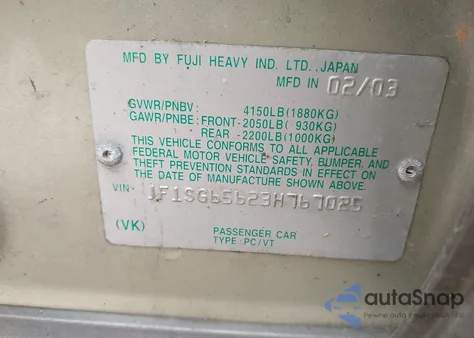 MFD BY FUJI HEAVY IND. LTD., JAPAN
MFD IN 02/03
GVWR/PNBV : 4150LB(1880KG)
GAWR/PNBE: FRONT-2050LB( 930KG)
REAR -2200LB(1000KG)
THIS VEHICLE CONFORMS TO ALL APPLICABLE
FEDERAL MOTOR VEHICLE SAFETY, BUMPER, AND
THEFT PREVENTION STANDARDS IN EFFECT ON
THE DATE OF MANUFACTURE SHOWN ABOVE.
VIN: JF1SG65623H767025
(VK)
PASSENGER CAR
TYPE: PC/VT
autoSnap